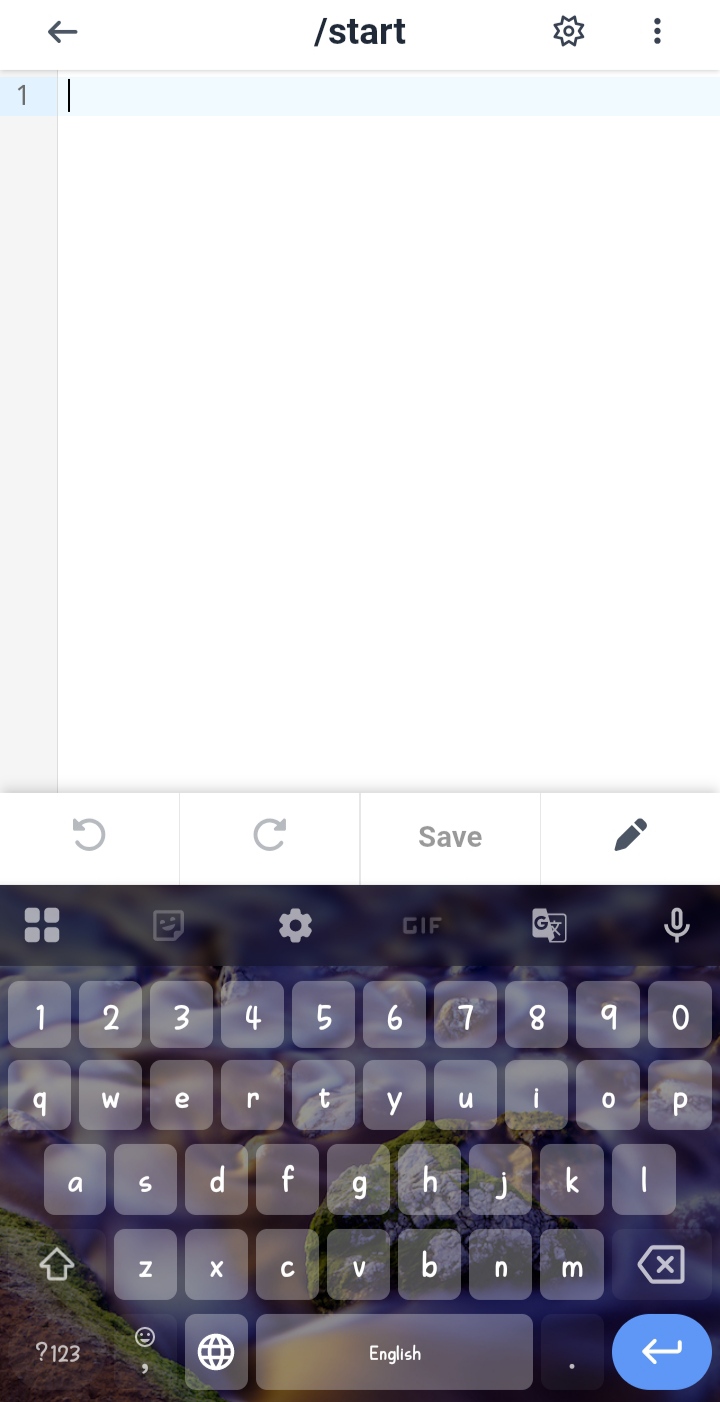 /start
1
Save
GIF
G
1 2 3 4 5 6 7 8 9 0
q w e r t y u i o p
a s d f g h j k l
z x c v b n m
?123 , English .